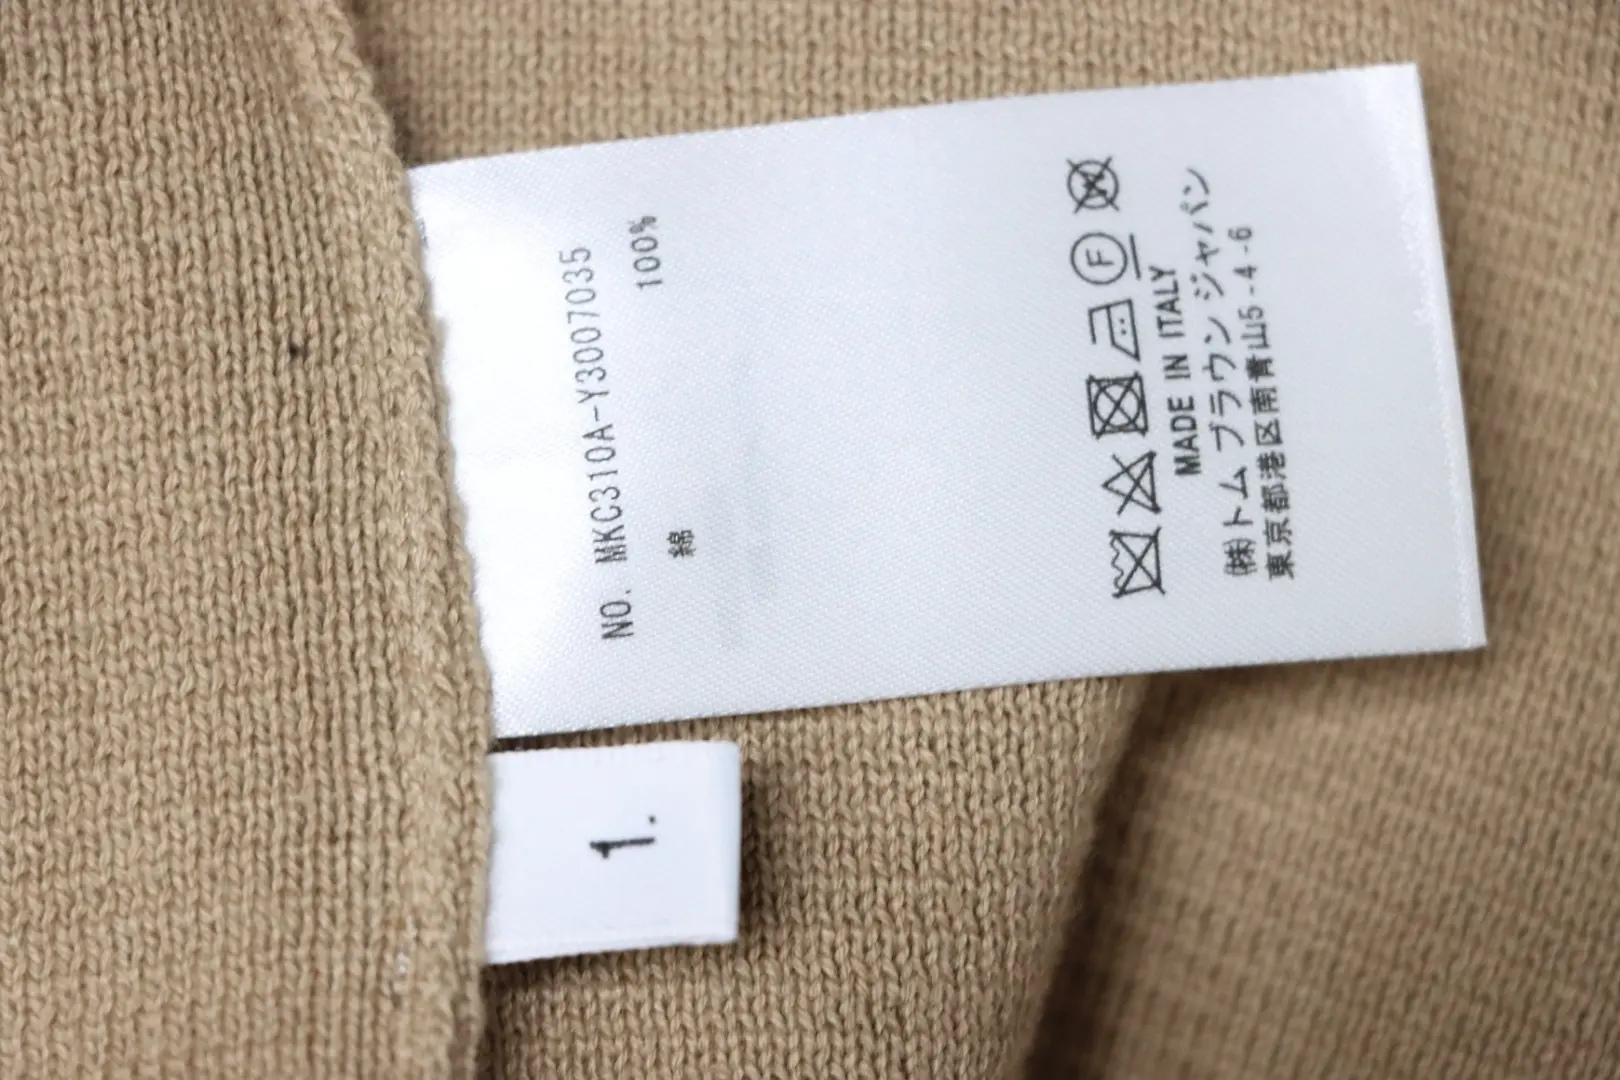 NO. MKC310A-Y3007035
綿 100%
MADE IN ITALY
㈱トム ブラウン ジャパン
東京都港区南青山5-4-6
1.